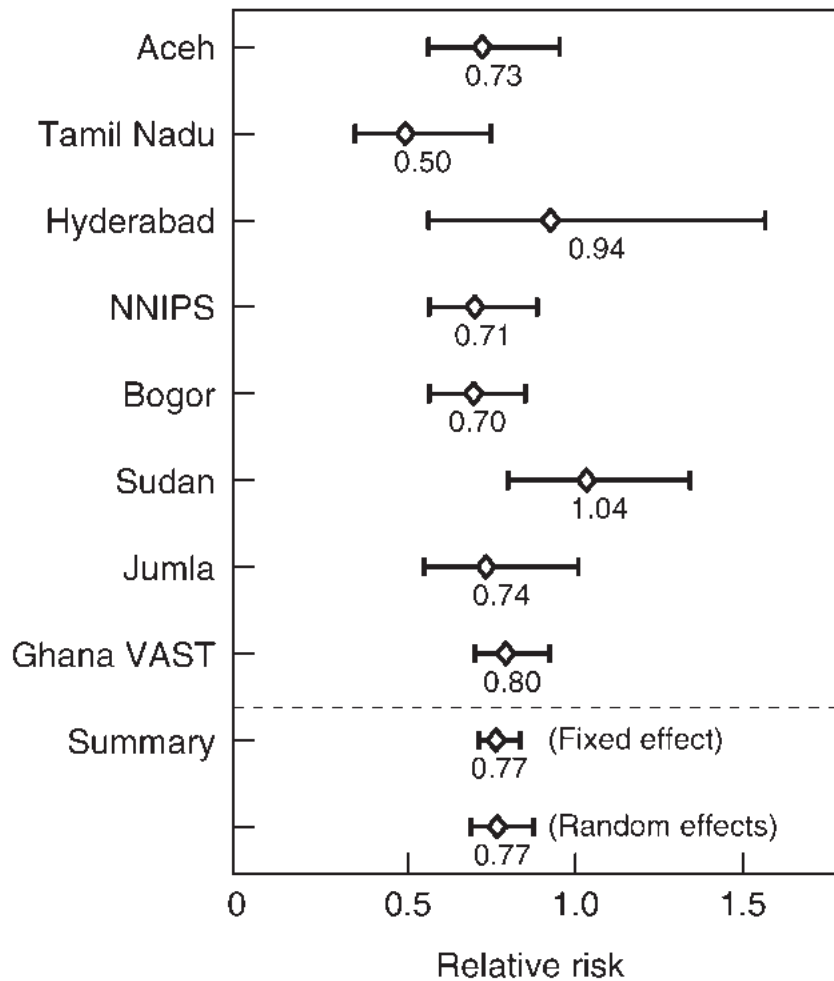 Aceh
0.73
Tamil Nadu
0.50
Hyderabad
0.94
NNIPS
0.71
Bogor
0.70
Sudan
1.04
Jumla
0.74
Ghana VAST
0.80
Summary (Fixed effect)
0.77
(Random effects)
0.77
0 0.5 1.0 1.5
Relative risk